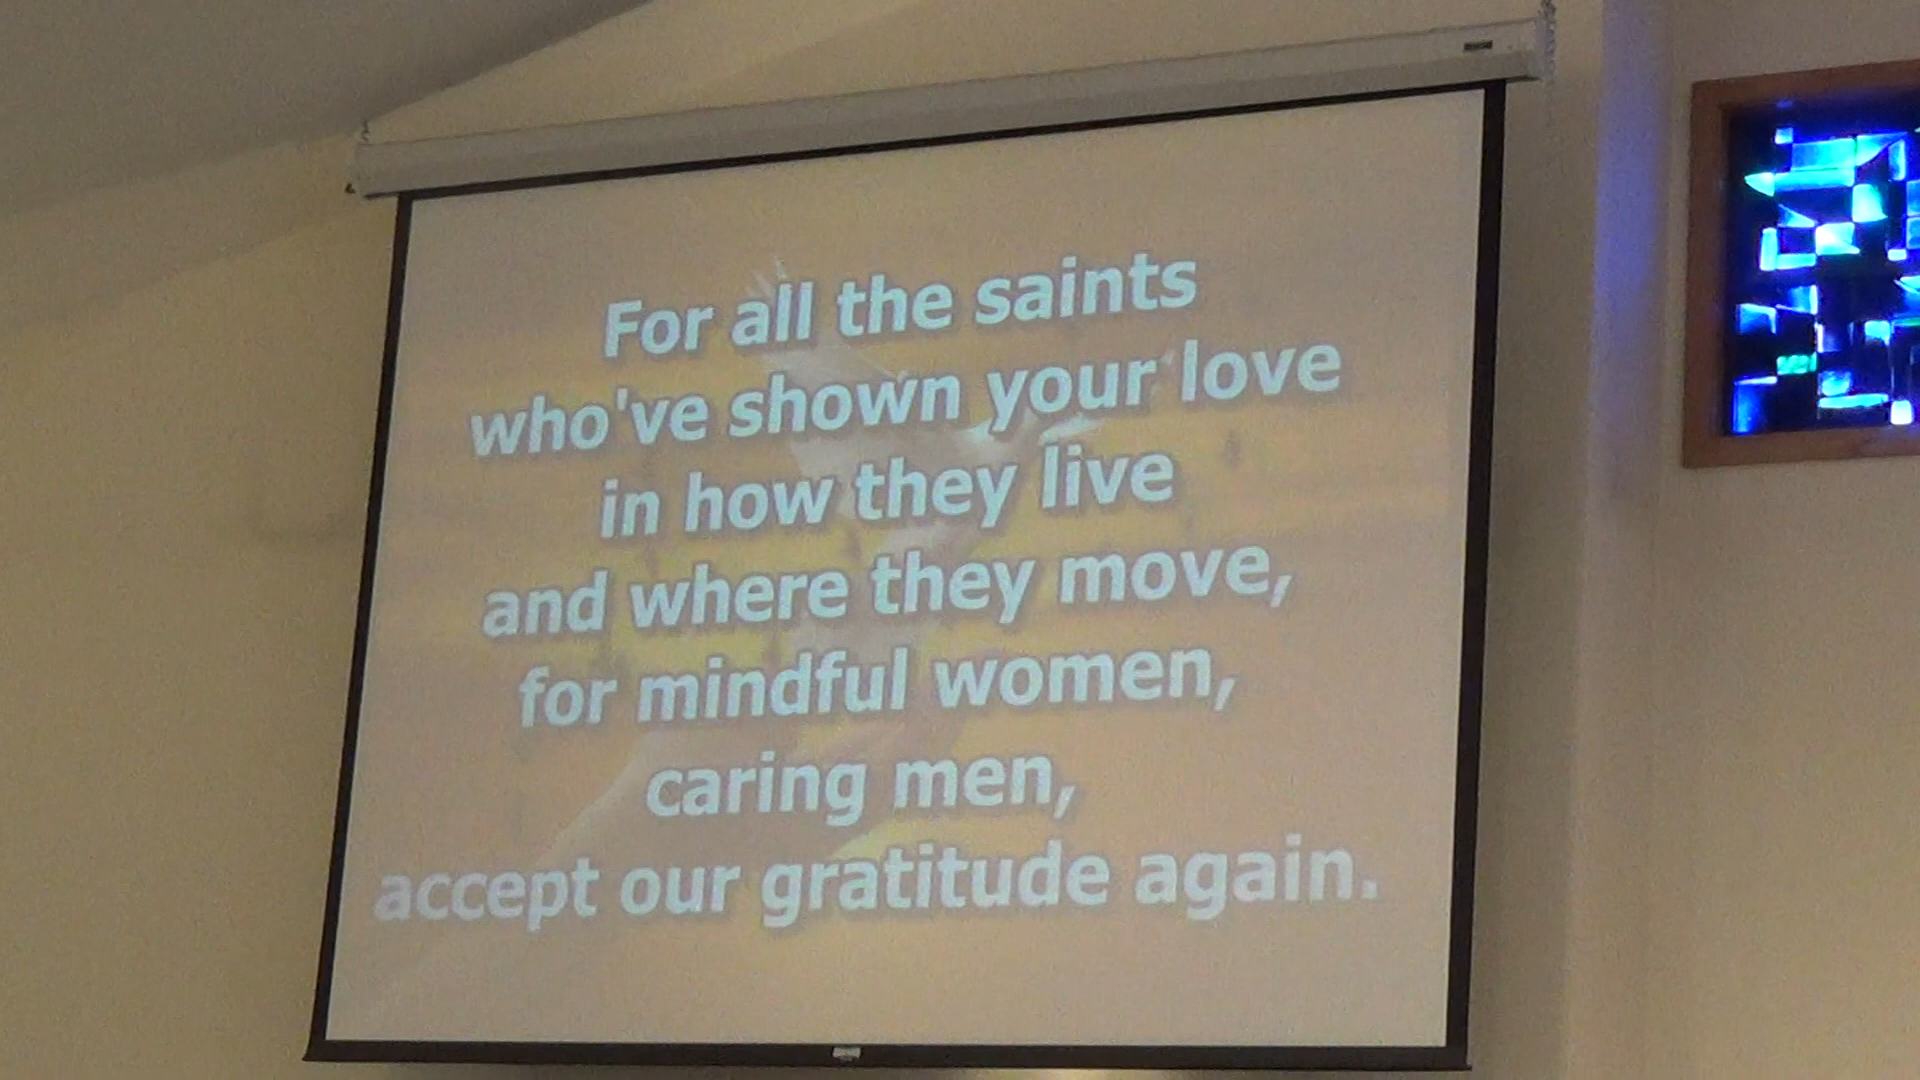 For all the saints
who've shown your love
in how they live
and where they move,
for mindful women,
caring men,
accept our gratitude again.